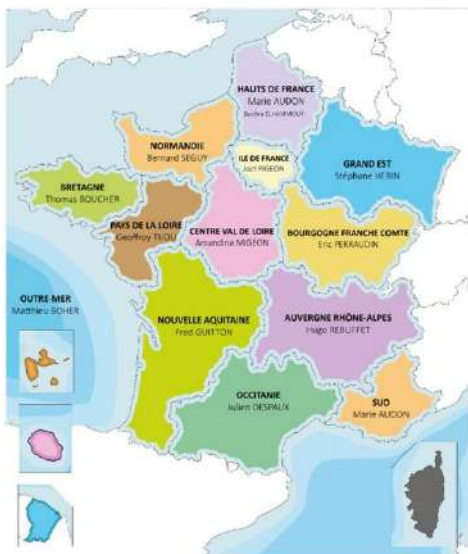 HAUTS DE FRANCE
Marie AUDON
NORMANDIE
Bernard SEGUY
ILE DE FRANCE
Joël PIGEON
GRAND EST
Stéphane HERIN
BRETAGNE
Thomas BOUCHER
PAYS DE LA LOIRE
Geoffroy
CENTRE VAL DE LOIRE
Amandine MIGEON
BOURGOGNE FRANCHE COMTE
Eric PERRAUDIN
OUTRE-MER
Matthieu BOHER
NOUVELLE AQUITAINE
Fred GUITTON
AUVERGNE RHÔNE-ALPES
Hugo REBUFFET
OCCITANIE
Julien DESPAUX
SUD
Marie AUDON